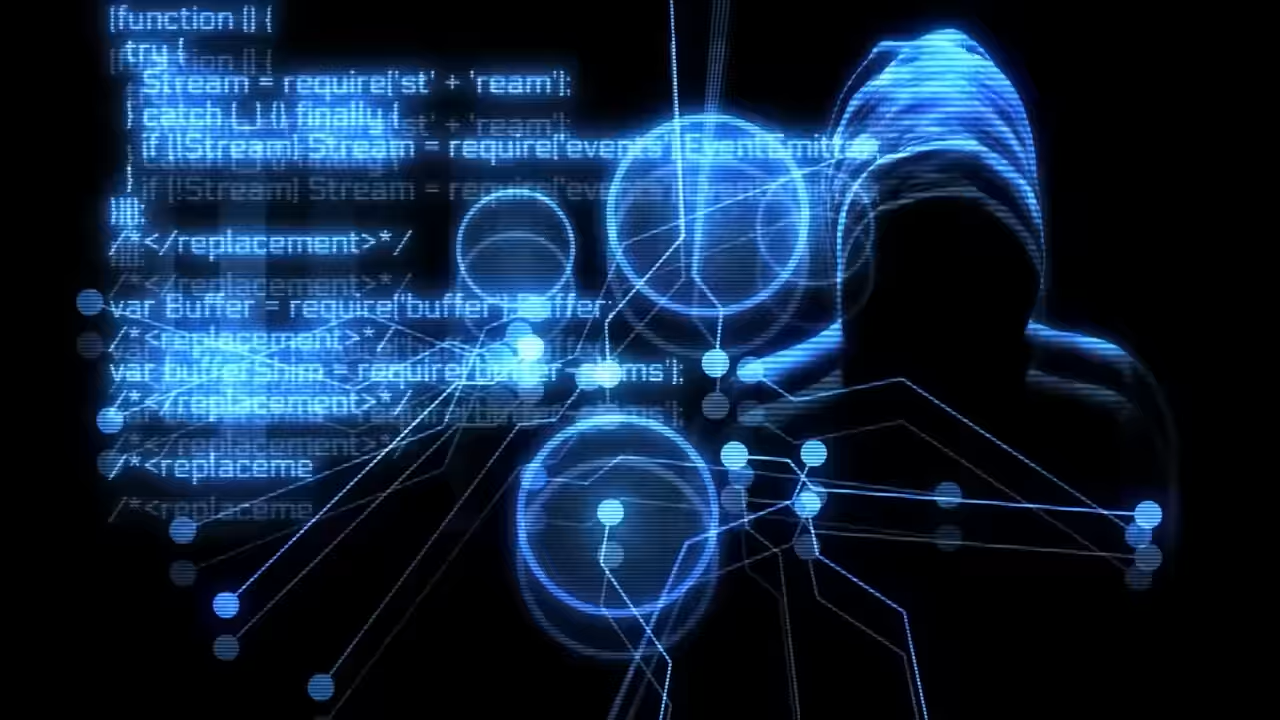 (function () {
try {
Stream = require('st' + 'ream');
} catch (_) {} finally {
if (!Stream) Stream = require('events').EventEmitter
}
})();
/*</replacement>*/
var Buffer = require('buffer').Buffer;
/*<replacement>*/
var bufferShim = require('buffer-shims');
/*</replacement>*/
/*<replaceme